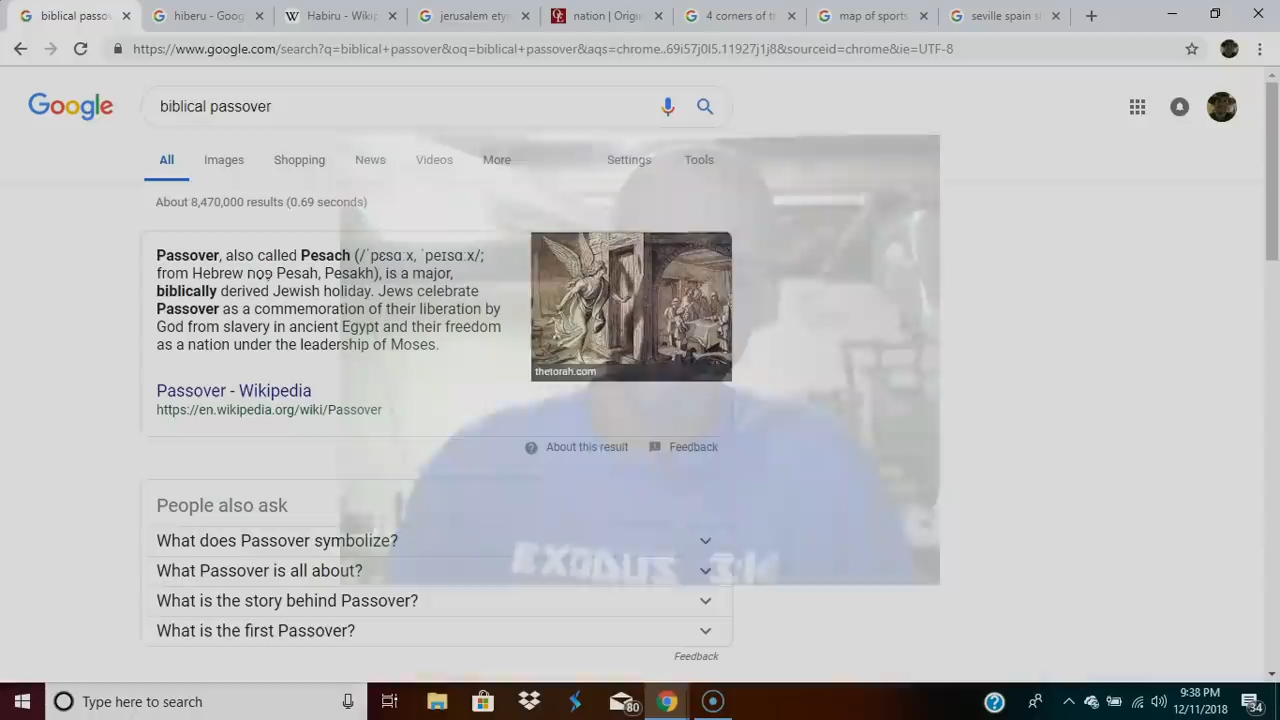 biblical passov
hiberu - Goog
Habiru - Wikip
jerusalem ety
nation | Origin
4 corners of t
map of sports
seville spain s
https://www.google.com/search?q=biblical+passover&oq=biblical+passover&aqs=chrome..69i57j0l5.11927j1j8&sourceid=chrome&ie=UTF-8
Google
biblical passover
All Images Shopping News Videos More Settings Tools
About 8,470,000 results (0.69 seconds)
Passover, also called Pesach (/ˈpɛsɑːx, ˈpeɪsɑːx/;
from Hebrew פסח Pesah, Pesakh), is a major,
biblically derived Jewish holiday. Jews celebrate
Passover as a commemoration of their liberation by
God from slavery in ancient Egypt and their freedom
as a nation under the leadership of Moses.
thetorah.com
Passover - Wikipedia
https://en.wikipedia.org/wiki/Passover
About this result Feedback
People also ask
What does Passover symbolize?
What Passover is all about?
What is the story behind Passover?
What is the first Passover?
Feedback
EXODUS 3:14
Type here to search
80
9:38 PM
12/11/2018
34